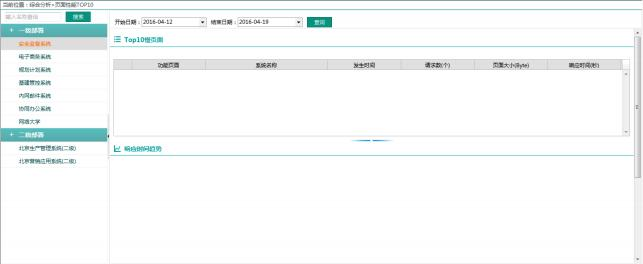 当前位置：综合分析>页面性能TOP10
输入名称查询 搜索
开始日期：2016-04-12 结束日期：2016-04-19 查询
+ 一级部署
安全监督系统
电子商务系统
规划计划系统
基建管控系统
内网邮件系统
协同办公系统
网络大学
+ 二级部署
北京生产管理系统(二级)
北京营销应用系统(二级)
Top10慢页面
功能页面 系统名称 发生时间 请求数(个) 页面大小(Byte) 响应时间(秒)
响应时间趋势